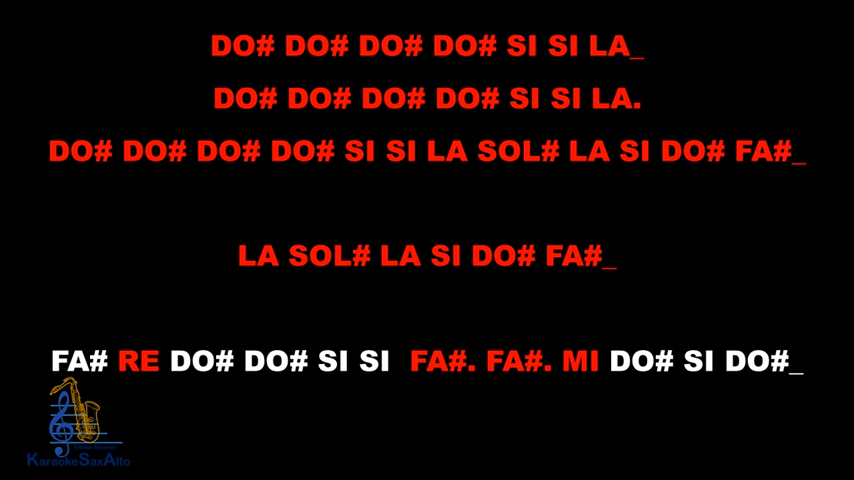 DO# DO# DO# DO# SI SI LA_
DO# DO# DO# DO# SI SI LA.
DO# DO# DO# DO# SI SI LA SOL# LA SI DO# FA#_
LA SOL# LA SI DO# FA#_
FA# RE DO# DO# SI SI FA#. FA#. MI DO# SI DO#_
KaraokeSaxAlto